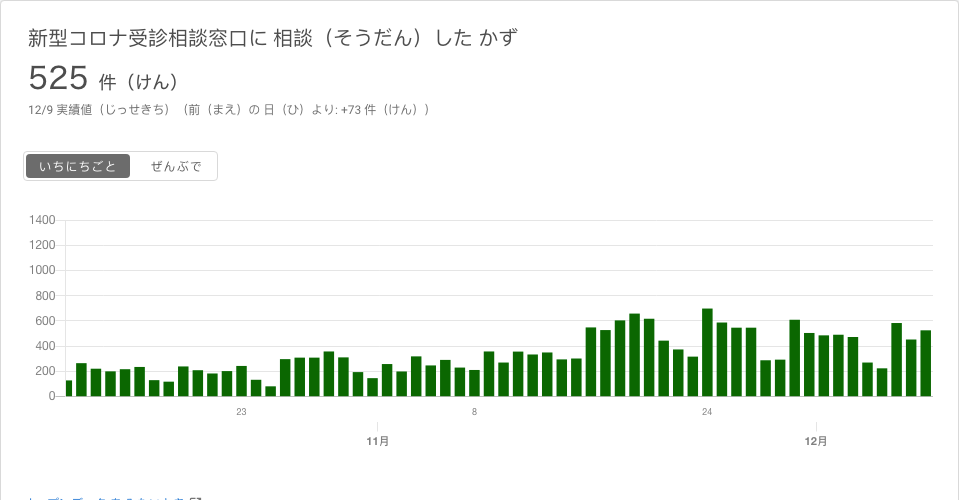 新型コロナ受診相談窓口に 相談（そうだん）した かず
525 件（けん）
12/9 実績値（じっせきち）（前（まえ）の 日（ひ）より: +73 件（けん））
いちにちごと ぜんぶで
1400
1200
1000
800
600
400
200
0
23 8 24
11月 12月